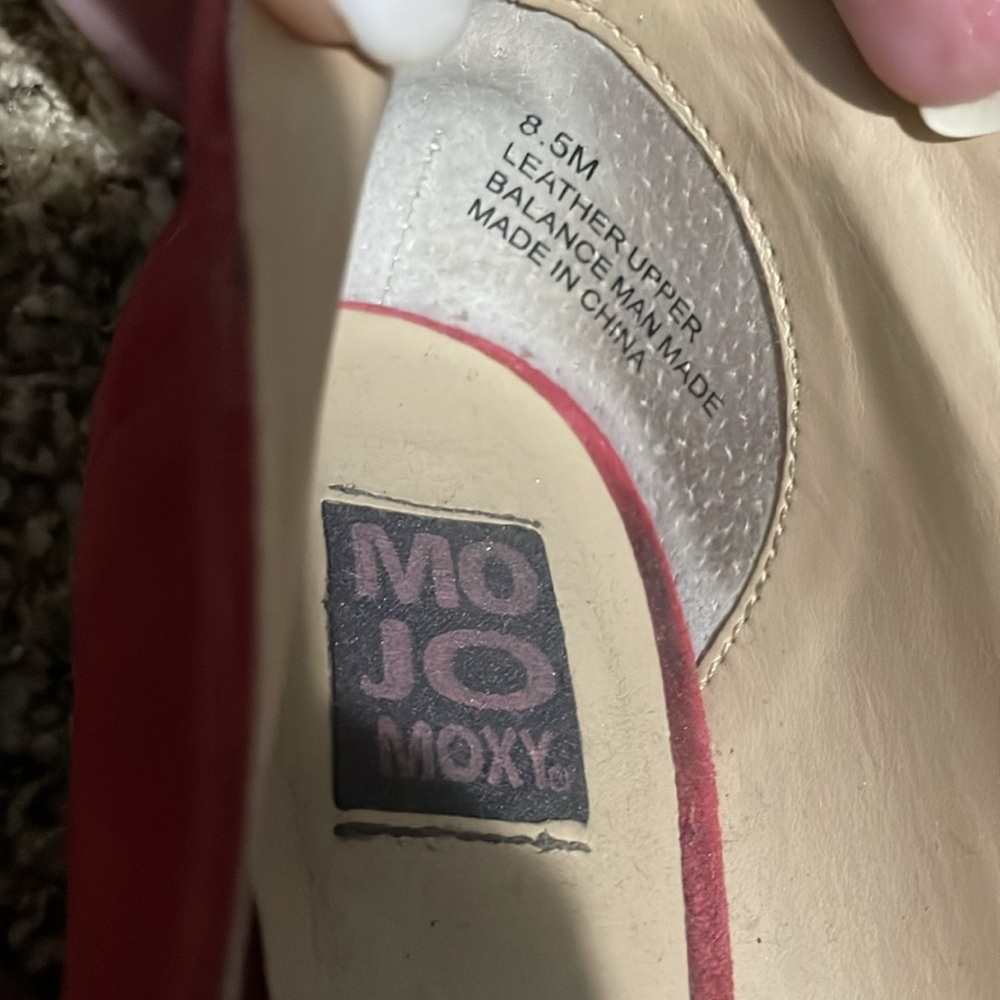 8.5M
LEATHER UPPER
BALANCE MAN MADE
MADE IN CHINA
MO
JO
MOXY®